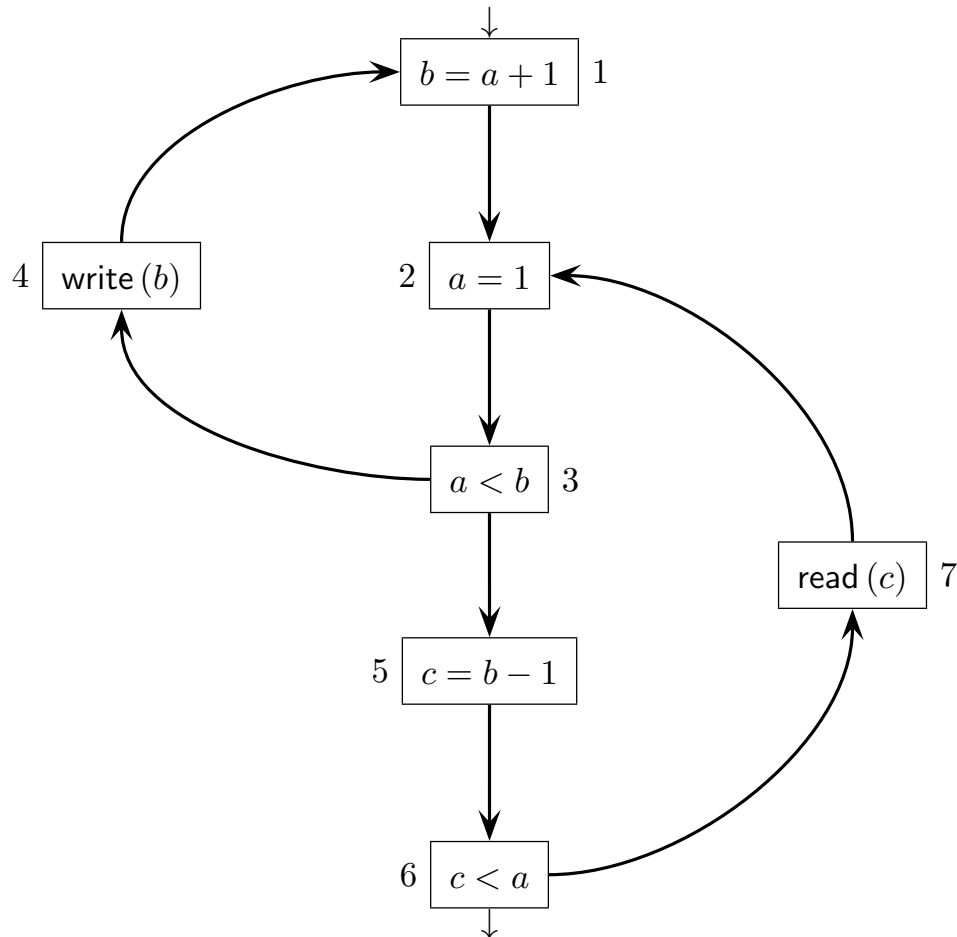 b = a + 1 1
4 write (b)
2 a = 1
a < b 3
read (c) 7
5 c = b − 1
6 c < a